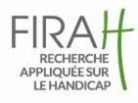 FIRAH
RECHERCHE
APPLIQUÉE SUR
LE HANDICAP